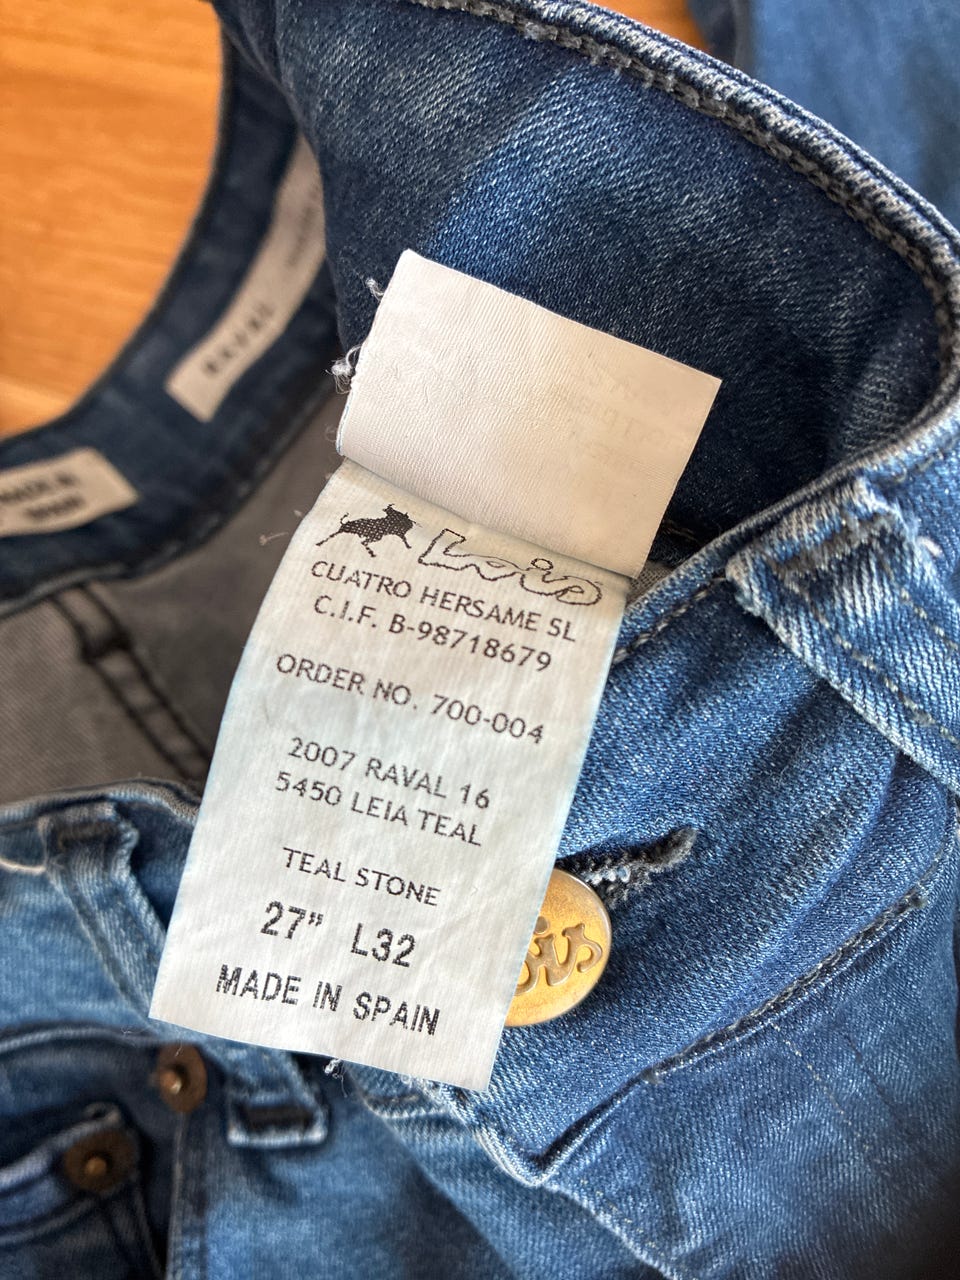 Lois
CUATRO HERSAME SL
C.I.F. B-98718679
ORDER NO. 700-004
2007 RAVAL 16
5450 LEIA TEAL
TEAL STONE
27" L32
MADE IN SPAIN